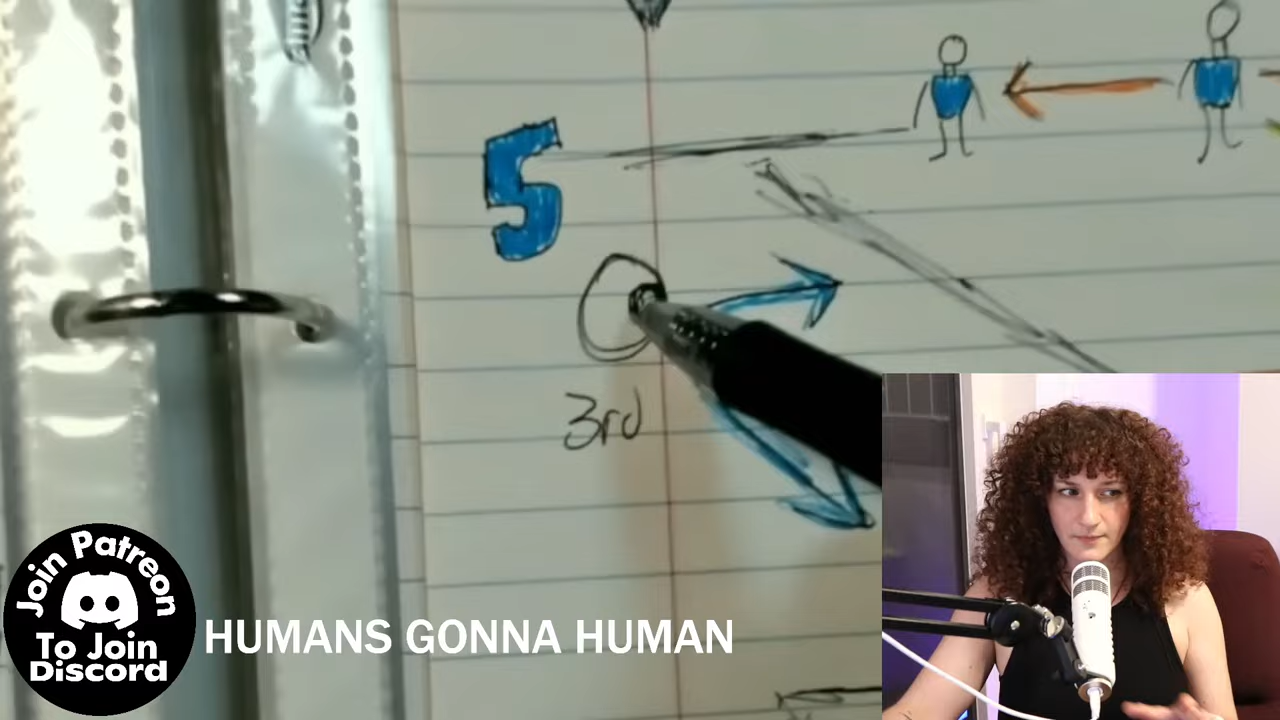 5
3rd
Join Patreon
To Join
Discord
HUMANS GONNA HUMAN